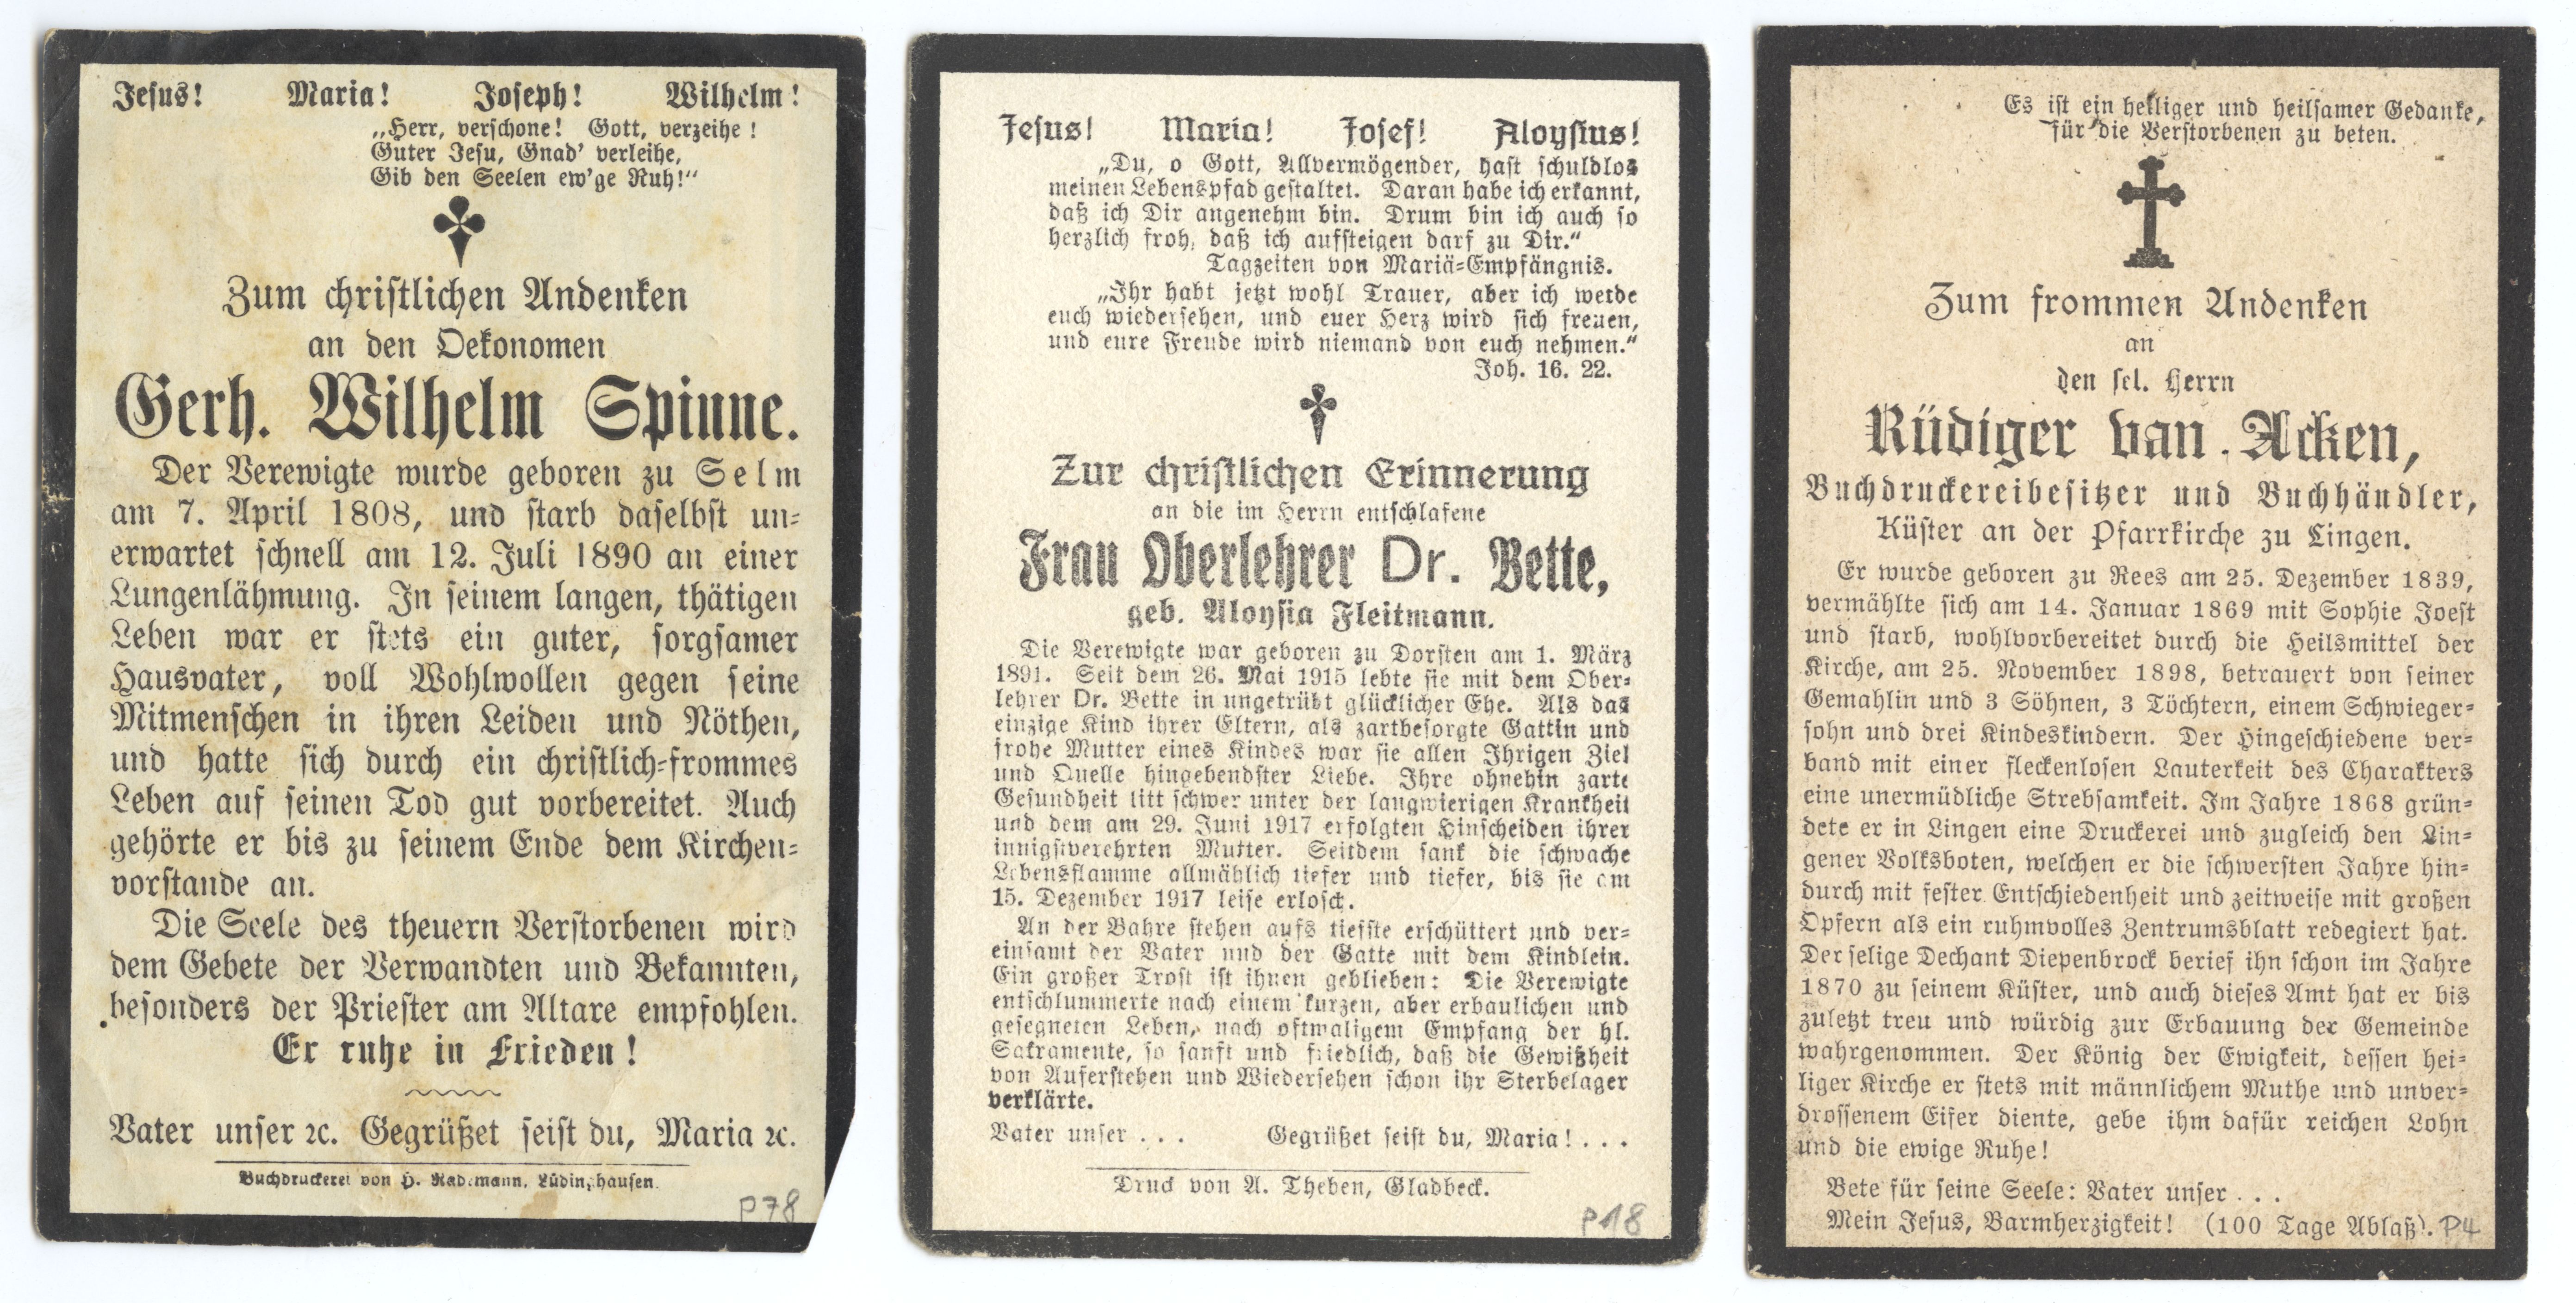 Jesus! Maria! Joseph! Wilhelm!
„Herr, verschone! Gott, verzeihe!
Guter Jesu, Gnad' verleihe,
Gib den Seelen ew'ge Ruh!“
Zum christlichen Andenken
an den Oekonomen
Gerh. Wilhelm Spinne.
Der Verewigte wurde geboren zu Selm
am 7. April 1808, und starb daselbst un-
erwartet schnell am 12. Juli 1890 an einer
Lungenlähmung. In seinem langen, thätigen
Leben war er stets ein guter, sorgsamer
Hausvater, voll Wohlwollen gegen seine
Mitmenschen in ihren Leiden und Nöthen,
und hatte sich durch ein christlich-frommes
Leben auf seinen Tod gut vorbereitet. Auch
gehörte er bis zu seinem Ende dem Kirchen-
vorstande an.
Die Seele des theuern Verstorbenen wird
dem Gebete der Verwandten und Bekannten,
besonders der Priester am Altare empfohlen.
Er ruhe in Frieden!
Vater unser ꝛc. Gegrüßet seist du, Maria ꝛc.
Buchdruckerei von H. Rademann, Lüdinghausen.
P78
Jesus! Maria! Josef! Aloysius!
„Du, o Gott, Allvermögender, hast schuldlos
meinen Lebenspfad gestaltet. Daran habe ich erkannt,
daß ich Dir angenehm bin. Drum bin ich auch so
herzlich froh, daß ich aufsteigen darf zu Dir.“
Tagzeiten von Mariä-Empfängnis.
„Ihr habt jetzt wohl Trauer, aber ich werde
euch wiedersehen, und euer Herz wird sich freuen,
und eure Freude wird niemand von euch nehmen.“
Joh. 16. 22.
Zur christlichen Erinnerung
an die im Herrn entschlafene
Frau Oberlehrer Dr. Bette,
geb. Aloysia Fleitmann.
Die Verewigte war geboren zu Dorsten am 1. März
1891. Seit dem 26. Mai 1915 lebte sie mit dem Ober-
lehrer Dr. Bette in ungetrübt glücklicher Ehe. Als das
einzige Kind ihrer Eltern, als zartbesorgte Gattin und
frohe Mutter eines Kindes war sie allen Ihrigen Ziel
und Quelle hingebendster Liebe. Ihre ohnehin zarte
Gesundheit litt schwer unter der langwierigen Krankheit
und dem am 29. Juni 1917 erfolgten Hinscheiden ihrer
innigstverehrten Mutter. Seitdem sank die schwache
Lebensflamme allmählich tiefer und tiefer, bis sie am
15. Dezember 1917 leise erlosch.
An der Bahre stehen aufs tiefste erschüttert und ver-
einsamt der Vater und der Gatte mit dem Kindlein.
Ein großer Trost ist ihnen geblieben: Die Verewigte
entschlummerte nach einem kurzen, aber erbaulichen und
gesegneten Leben, nach oftmaligem Empfang der hl.
Sakramente, so sanft und friedlich, daß die Gewißheit
von Auferstehen und Wiedersehen schon ihr Sterbelager
verklärte.
Vater unser . . . Gegrüßet seist du, Maria! . . .
Druck von A. Theben, Gladbeck.
P18
Es ist ein heiliger und heilsamer Gedanke,
für die Verstorbenen zu beten.
Zum frommen Andenken
an
den sel. Herrn
Rüdiger van Acken,
Buchdruckereibesitzer und Buchhändler,
Küster an der Pfarrkirche zu Lingen.
Er wurde geboren zu Rees am 25. Dezember 1839,
vermählte sich am 14. Januar 1869 mit Sophie Joest
und starb, wohlvorbereitet durch die Heilsmittel der
Kirche, am 25. November 1898, betrauert von seiner
Gemahlin und 3 Söhnen, 3 Töchtern, einem Schwieger-
sohn und drei Kindeskindern. Der Hingeschiedene ver-
band mit einer fleckenlosen Lauterkeit des Charakters
eine unermüdliche Strebsamkeit. Im Jahre 1868 grün-
dete er in Lingen eine Druckerei und zugleich den Lin-
gener Volksboten, welchen er die schwersten Jahre hin-
durch mit fester Entschiedenheit und zeitweise mit großen
Opfern als ein ruhmvolles Zentrumsblatt redegiert hat.
Der selige Dechant Diepenbrock berief ihn schon im Jahre
1870 zu seinem Küster, und auch dieses Amt hat er bis
zuletzt treu und würdig zur Erbauung der Gemeinde
wahrgenommen. Der König der Ewigkeit, dessen hei-
liger Kirche er stets mit männlichem Muthe und unver-
drossenem Eifer diente, gebe ihm dafür reichen Lohn
und die ewige Ruhe!
Bete für seine Seele: Vater unser . . .
Mein Jesus, Barmherzigkeit! (100 Tage Ablaß). P4